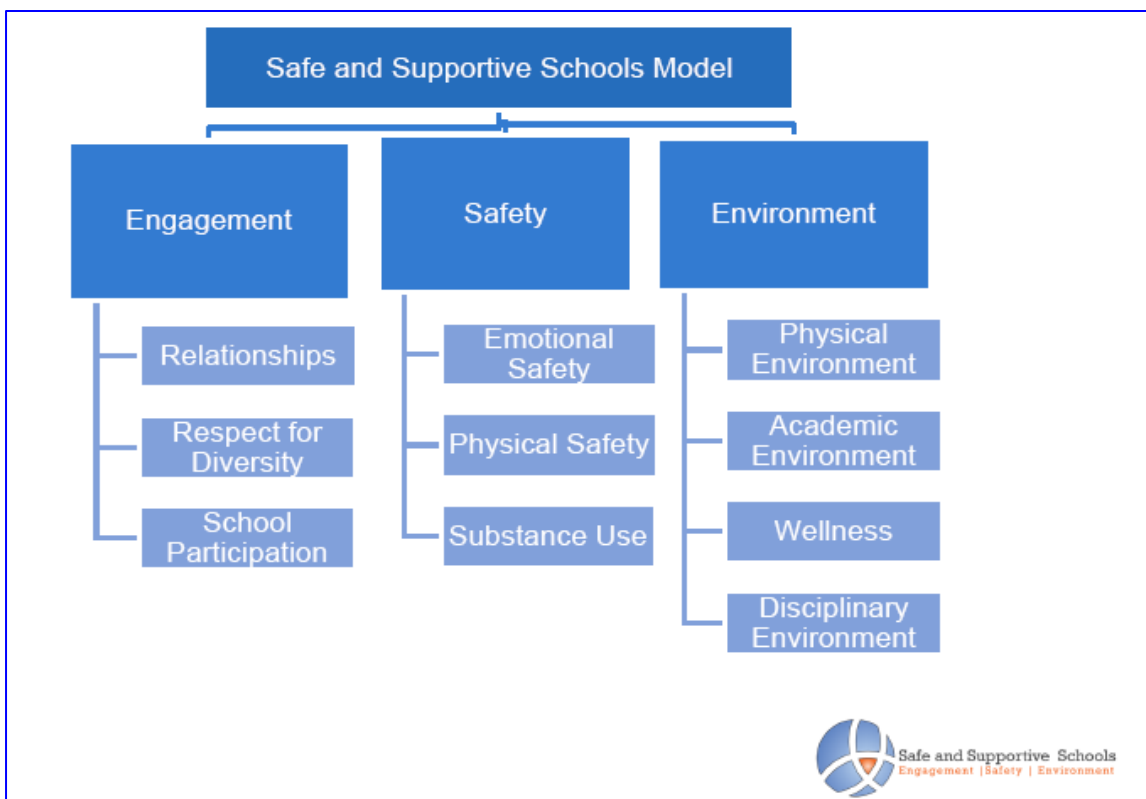 Safe and Supportive Schools Model
Engagement
Safety
Environment
Relationships
Respect for
Diversity
School
Participation
Emotional
Safety
Physical Safety
Substance Use
Physical
Environment
Academic
Environment
Wellness
Disciplinary
Environment
Safe and Supportive Schools
Engagement |Safety | Environment